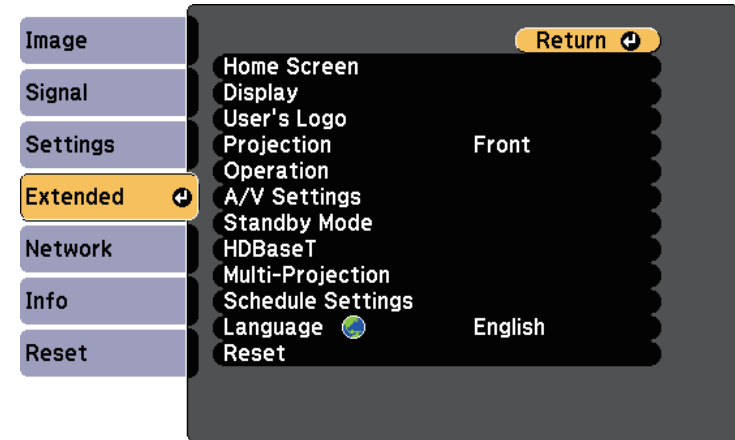 Image
Signal
Settings
Extended
Network
Info
Reset
Return
Home Screen
Display
User's Logo
Projection Front
Operation
A/V Settings
Standby Mode
HDBaseT
Multi-Projection
Schedule Settings
Language English
Reset